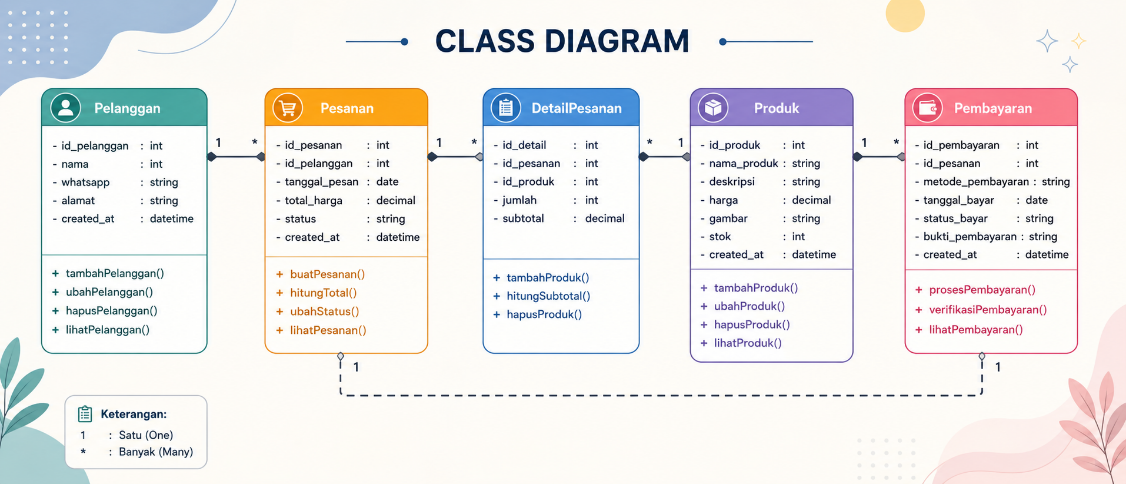 CLASS DIAGRAM
Pelanggan
- id_pelanggan : int
- nama : int
- whatsapp : string
- alamat : string
- created_at : datetime
+ tambahPelanggan()
+ ubahPelanggan()
+ hapusPelanggan()
+ lihatPelanggan()
1 *
Pesanan
- id_pesanan : int
- id_pelanggan : int
- tanggal_pesan : date
- total_harga : decimal
- status : string
- created_at : datetime
+ buatPesanan()
+ hitungTotal()
+ ubahStatus()
+ lihatPesanan()
1 *
DetailPesanan
- id_detail : int
- id_pesanan : int
- id_produk : int
- jumlah : int
- subtotal : decimal
+ tambahProduk()
+ hitungSubtotal()
+ hapusProduk()
* 1
Produk
- id_produk : int
- nama_produk : string
- deskripsi : string
- harga : decimal
- gambar : string
- stok : int
- created_at : datetime
+ tambahProduk()
+ ubahProduk()
+ hapusProduk()
+ lihatProduk()
1 *
Pembayaran
- id_pembayaran : int
- id_pesanan : int
- metode_pembayaran : string
- tanggal_bayar : date
- status_bayar : string
- bukti_pembayaran : string
- created_at : datetime
+ prosesPembayaran()
+ verifikasiPembayaran()
+ lihatPembayaran()
1 1
Keterangan:
1 : Satu (One)
* : Banyak (Many)